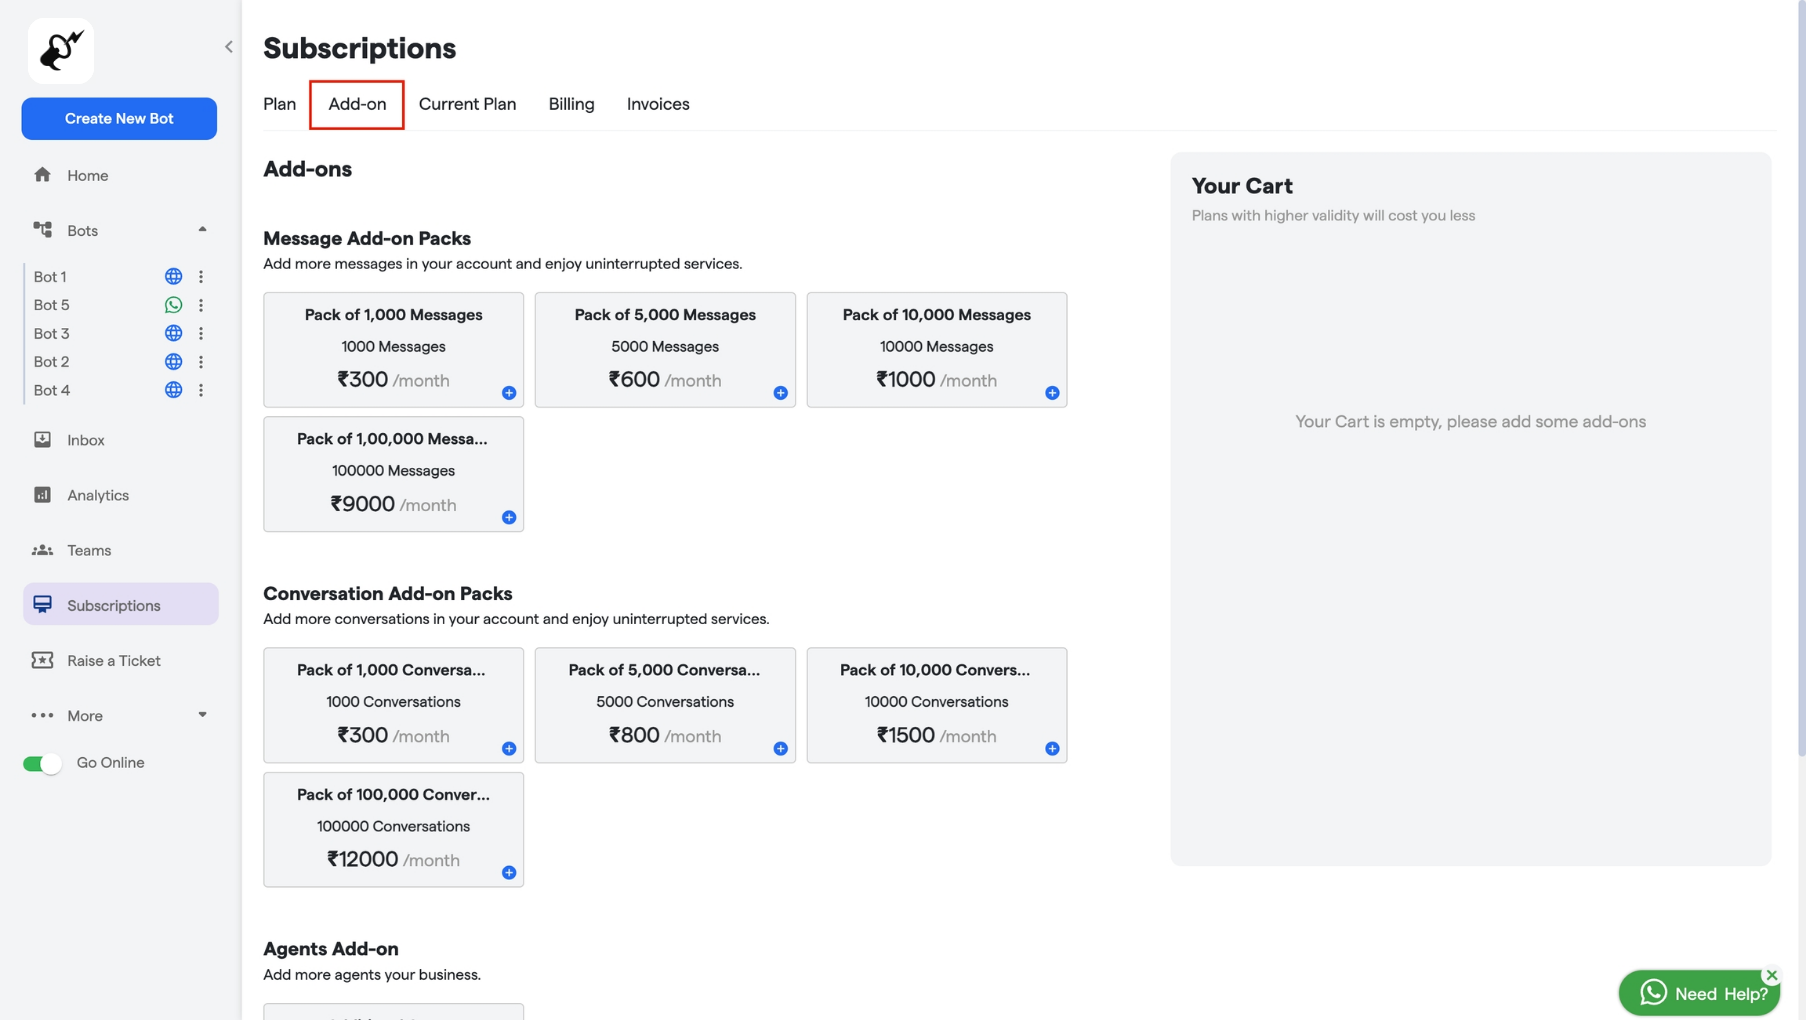 Subscriptions
Create New Bot
Home
Bots
Bot 1
Bot 5
Bot 3
Bot 2
Bot 4
Inbox
Analytics
Teams
Subscriptions
Raise a Ticket
More
Go Online
Plan Add-on Current Plan Billing Invoices
Add-ons
Message Add-on Packs
Add more messages in your account and enjoy uninterrupted services.
Pack of 1,000 Messages
1000 Messages
₹300 /month
Pack of 5,000 Messages
5000 Messages
₹600 /month
Pack of 10,000 Messages
10000 Messages
₹1000 /month
Pack of 1,00,000 Messa...
100000 Messages
₹9000 /month
Conversation Add-on Packs
Add more conversations in your account and enjoy uninterrupted services.
Pack of 1,000 Conversa...
1000 Conversations
₹300 /month
Pack of 5,000 Conversa...
5000 Conversations
₹800 /month
Pack of 10,000 Convers...
10000 Conversations
₹1500 /month
Pack of 100,000 Conver...
100000 Conversations
₹12000 /month
Agents Add-on
Add more agents your business.
Your Cart
Plans with higher validity will cost you less
Your Cart is empty, please add some add-ons
Need Help?